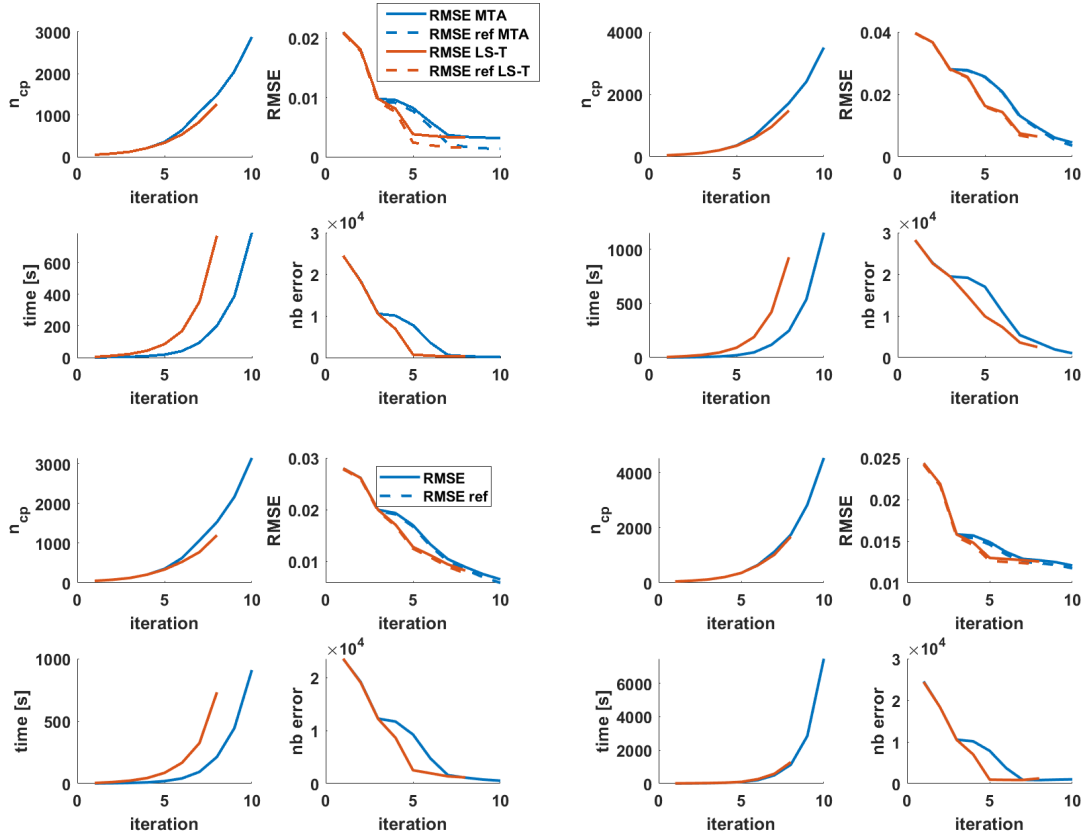 3000
2000
1000
0
n_cp
0
5
10
iteration
0.02
0.01
0
RMSE
0
5
10
iteration
RMSE MTA
RMSE ref MTA
RMSE LS-T
RMSE ref LS-T
4000
2000
0
n_cp
0
5
10
iteration
0.04
0.02
0
RMSE
0
5
10
iteration
600
400
200
0
time [s]
0
5
10
iteration
×10^4
3
2
1
0
nb error
0
5
10
iteration
1000
500
0
time [s]
0
5
10
iteration
×10^4
3
2
1
0
nb error
0
5
10
iteration
3000
2000
1000
0
n_cp
0
5
10
iteration
0.03
0.02
0.01
RMSE
0
5
10
iteration
RMSE
RMSE ref
4000
2000
0
n_cp
0
5
10
iteration
0.025
0.02
0.015
0.01
RMSE
0
5
10
iteration
1000
500
0
time [s]
0
5
10
iteration
×10^4
2
1
0
nb error
0
5
10
iteration
6000
4000
2000
0
time [s]
0
5
10
iteration
×10^4
3
2
1
0
nb error
0
5
10
iteration